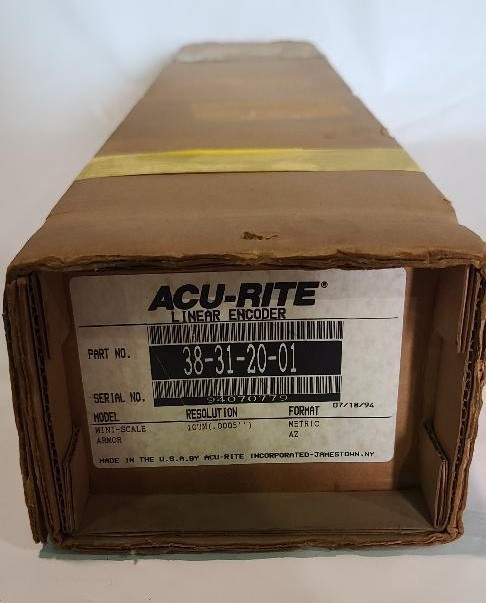 ACU-RITE®
LINEAR ENCODER
PART NO. 38-31-20-01
SERIAL NO. 94070779 07/18/94
MODEL RESOLUTION FORMAT
MINI-SCALE 10UM(.0005'') METRIC
ARMOR AZ
MADE IN THE U.S.A.BY ACU-RITE INCORPORATED-JAMESTOWN.NY